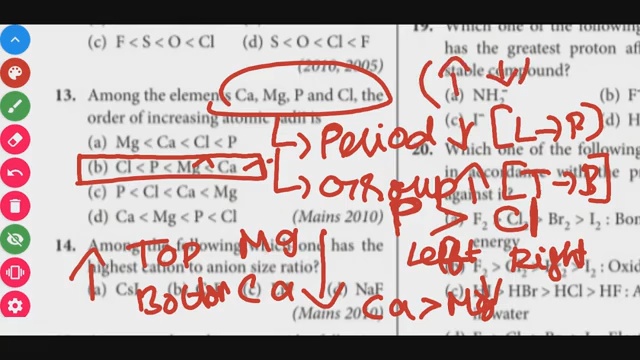 (c) F < S < O < Cl (d) S < O < Cl < F
(2010, 2005)
13. Among the elements Ca, Mg, P and Cl, the
order of increasing atomic radii is
(a) Mg < Ca < Cl < P
(b) Cl < P < Mg < Ca
(c) P < Cl < Ca < Mg
(d) Ca < Mg < P < Cl (Mains 2010)
14. Among the following which one has the
highest cation to anion size ratio?
(a) CsI (d) NaF
(Mains 2010)
19. Which one of the following
has the greatest proton aff
stable compound?
(a) NH2- (b) F-
(c) I- (d) H
20. Which one of the following
in accordance with the pr
against it?
(a) F2 > Cl2 > Br2 > I2 : Bon
energy
F2 > Cl2 : Oxid
(c) HI > HBr > HCl > HF : A
in water
(d)
(↑ ↓)
→ Period ↓ [L → R]
→ Group ↑ [T → B]
P > Cl
Left Right
↑ TOP Mg
Bottom Ca ↓
Ca > Mg